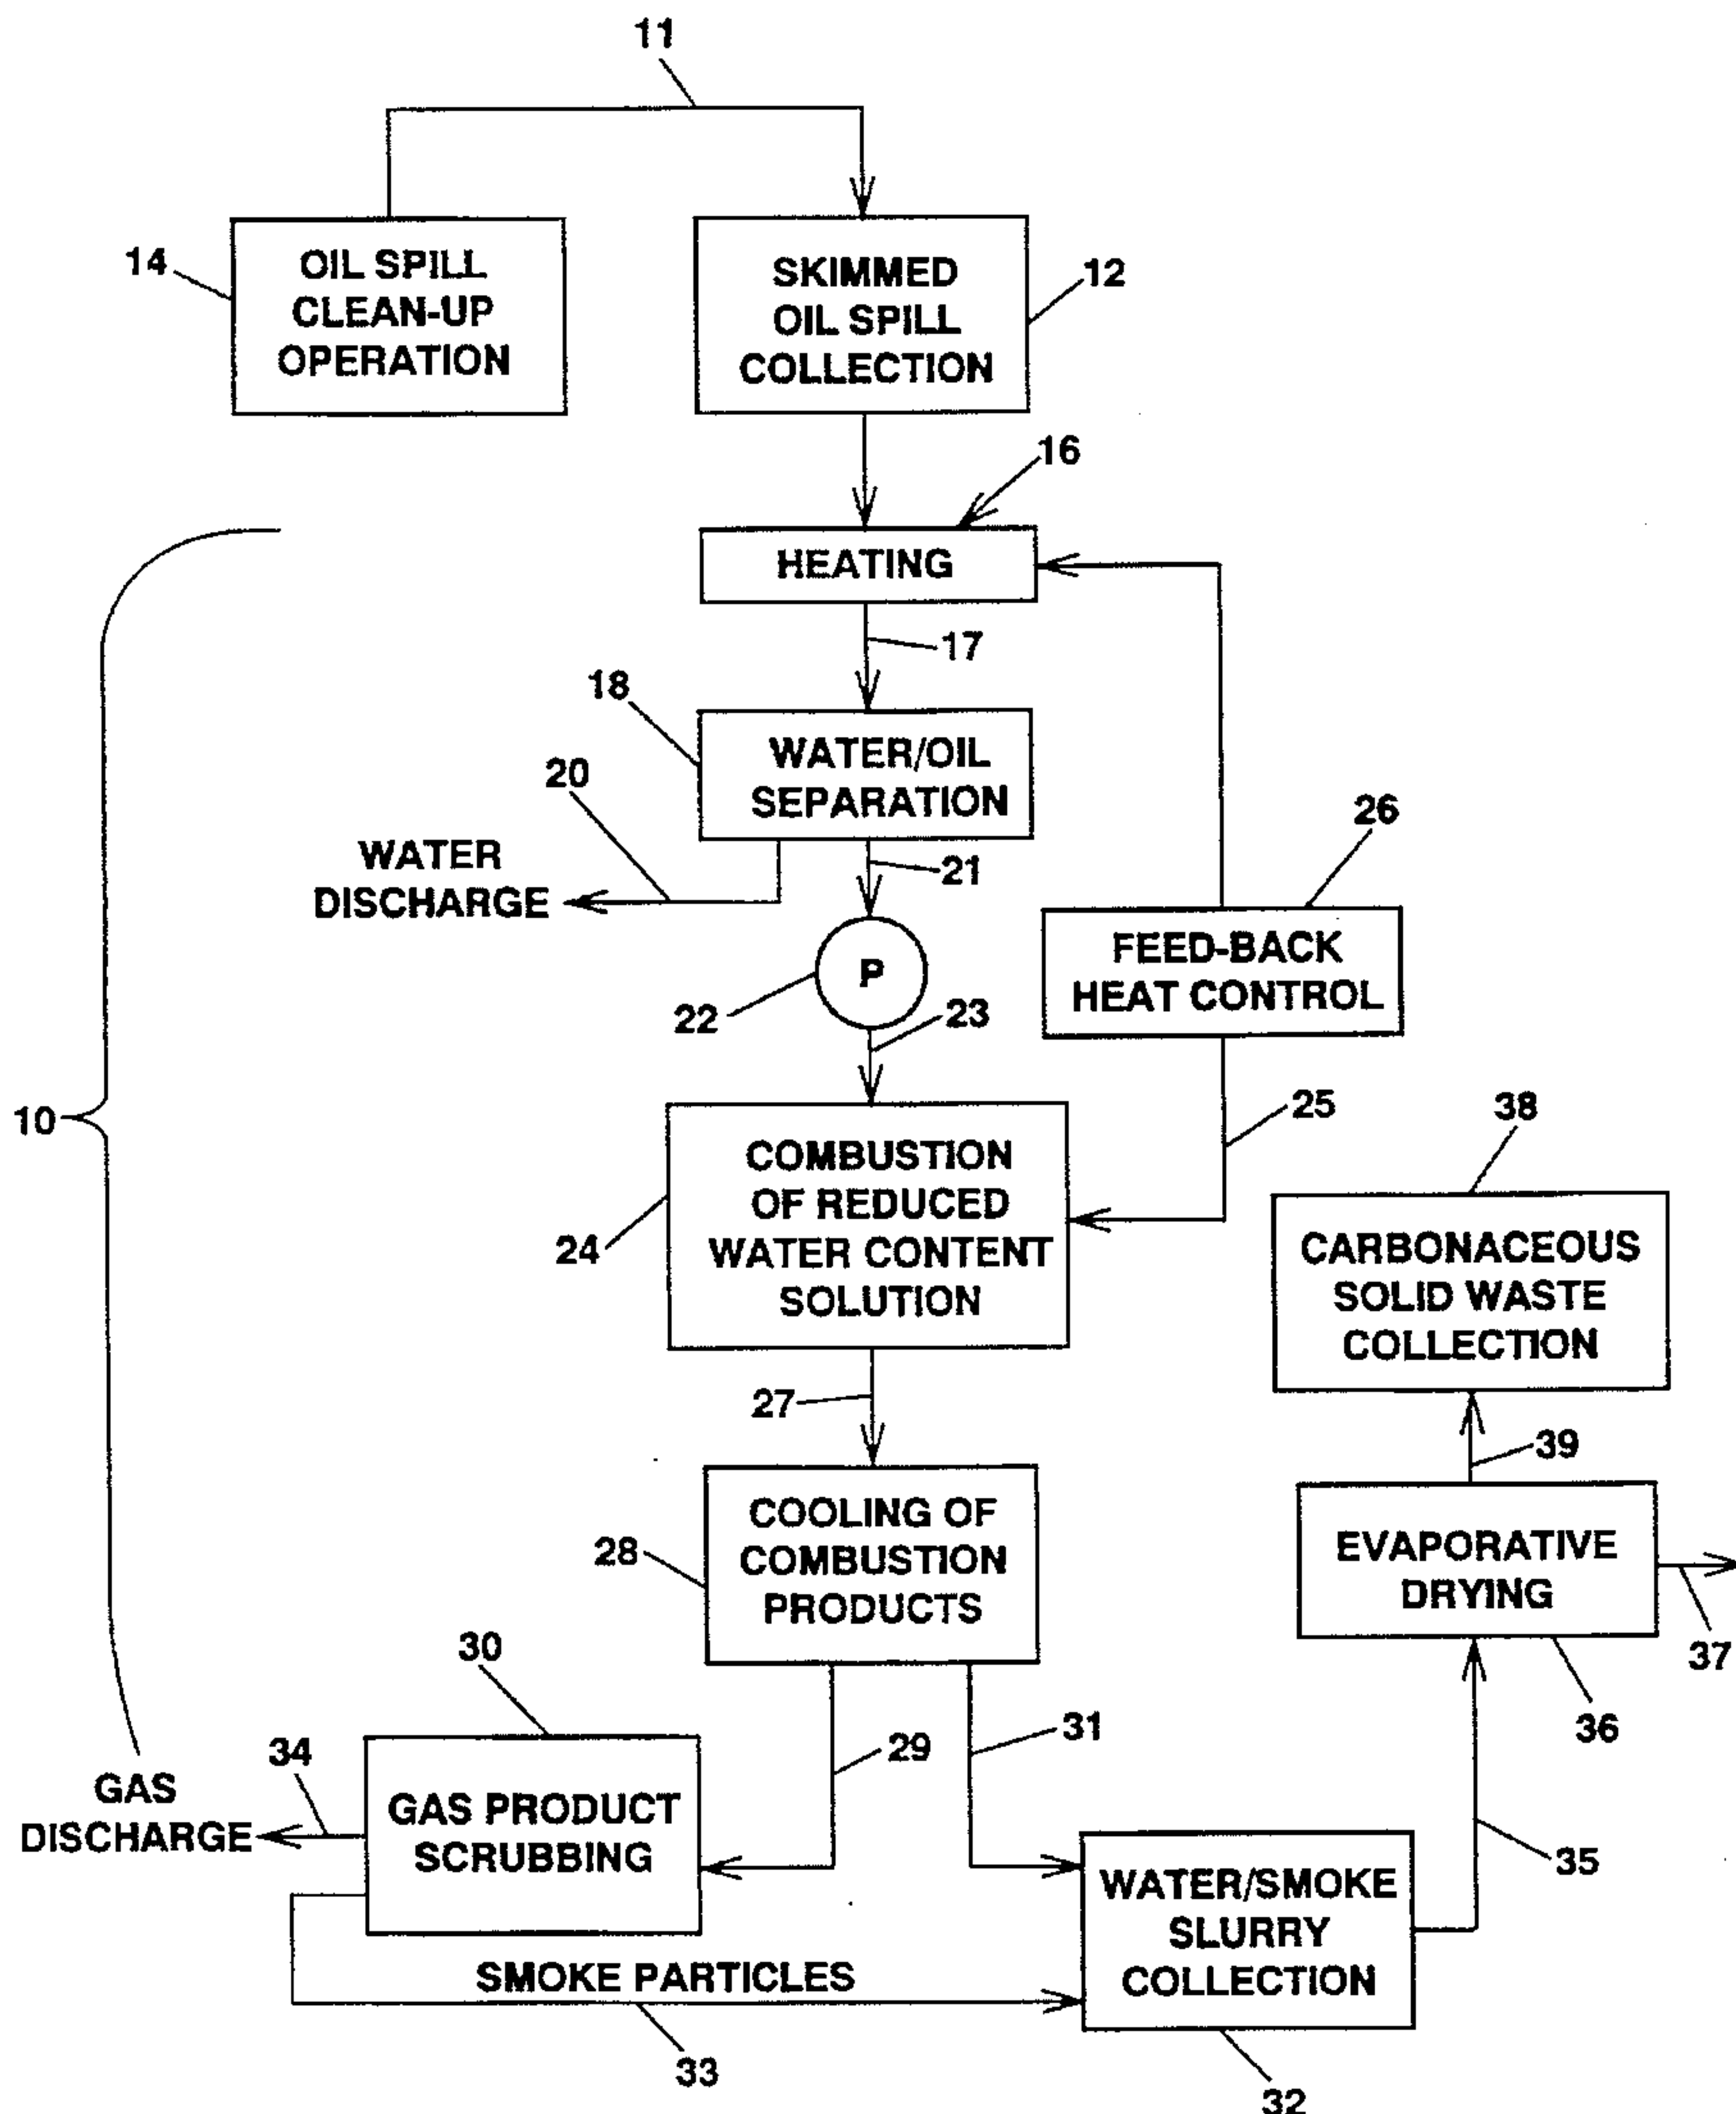 11
14
OIL SPILL
CLEAN-UP
OPERATION
SKIMMED
OIL SPILL
COLLECTION
12
16
HEATING
17
18
WATER/OIL
SEPARATION
20
WATER
DISCHARGE
21
26
FEED-BACK
HEAT CONTROL
P
22
23
10
25
38
COMBUSTION
OF REDUCED
WATER CONTENT
SOLUTION
24
CARBONACEOUS
SOLID WASTE
COLLECTION
27
39
COOLING OF
COMBUSTION
PRODUCTS
28
EVAPORATIVE
DRYING
37
36
30
29
31
34
GAS
DISCHARGE
GAS PRODUCT
SCRUBBING
35
WATER/SMOKE
SLURRY
COLLECTION
SMOKE PARTICLES
33
32